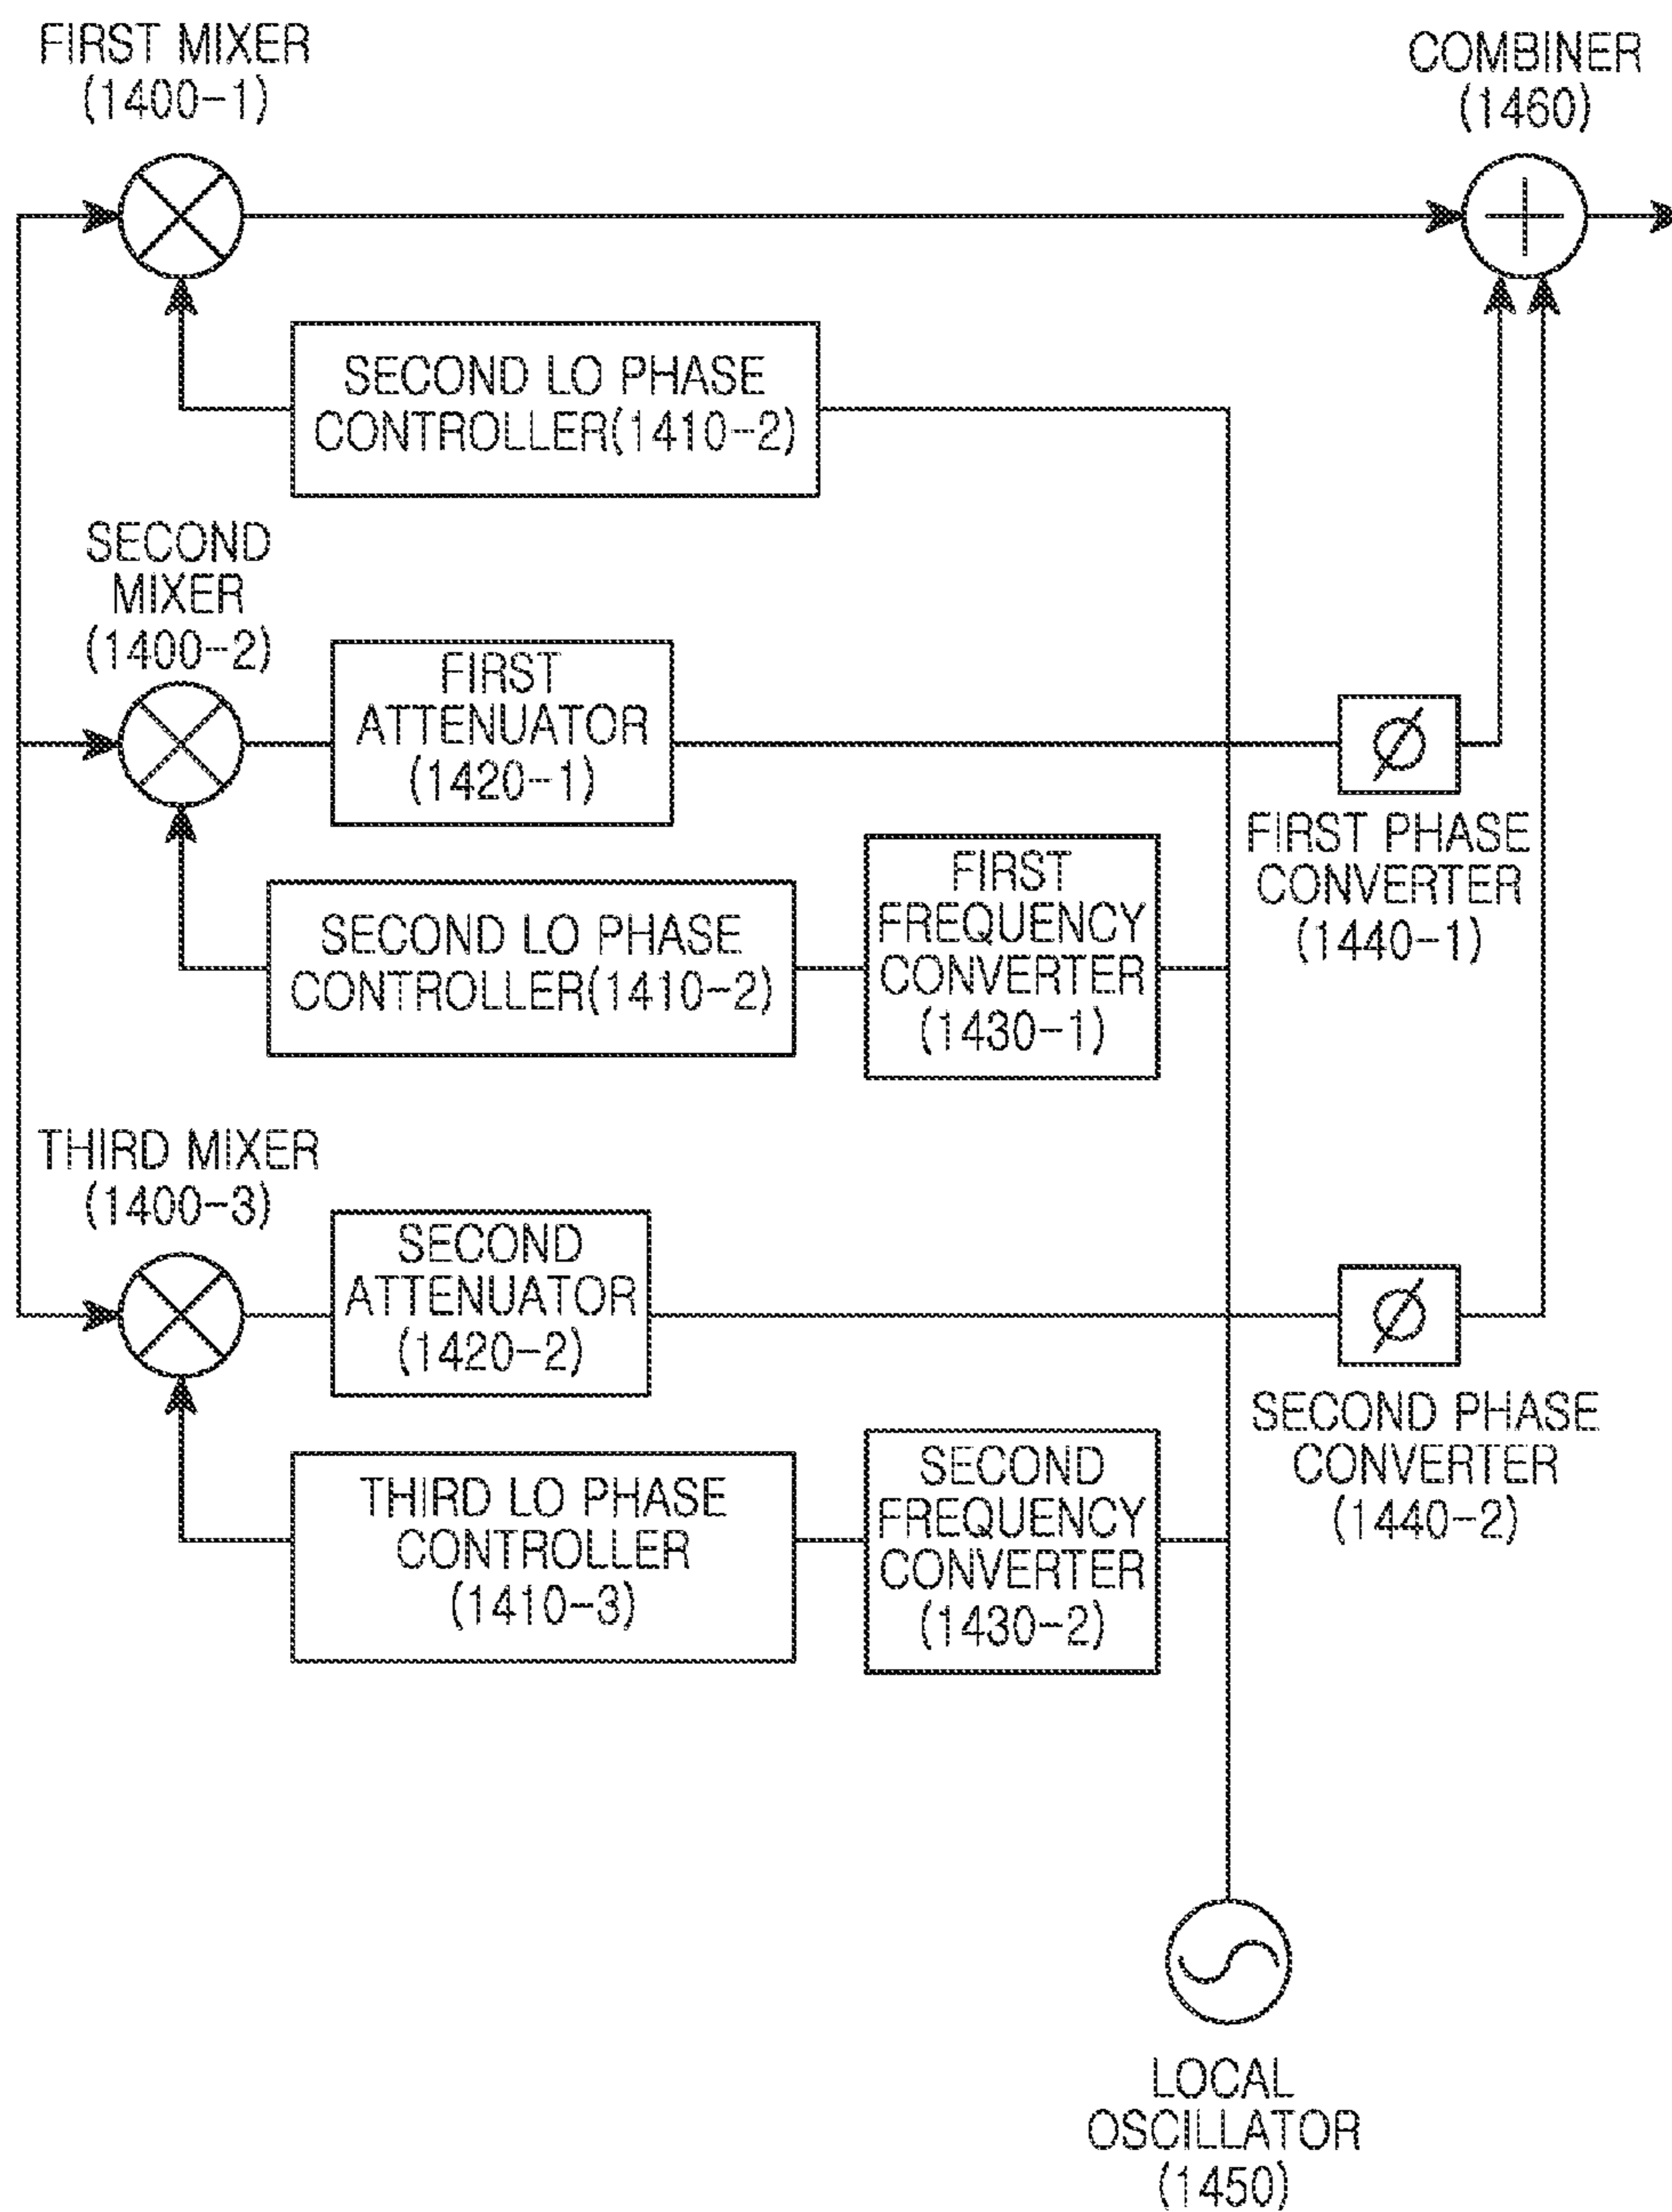 FIRST MIXER
(1400-1)
COMBINER
(1460)
SECOND LO PHASE
CONTROLLER(1410-2)
SECOND
MIXER
(1400-2)
FIRST
ATTENUATOR
(1420-1)
FIRST PHASE
CONVERTER
(1440-1)
SECOND LO PHASE
CONTROLLER(1410-2)
FIRST
FREQUENCY
CONVERTER
(1430-1)
THIRD MIXER
(1400-3)
SECOND
ATTENUATOR
(1420-2)
SECOND PHASE
CONVERTER
(1440-2)
THIRD LO PHASE
CONTROLLER
(1410-3)
SECOND
FREQUENCY
CONVERTER
(1430-2)
LOCAL
OSCILLATOR
(1450)